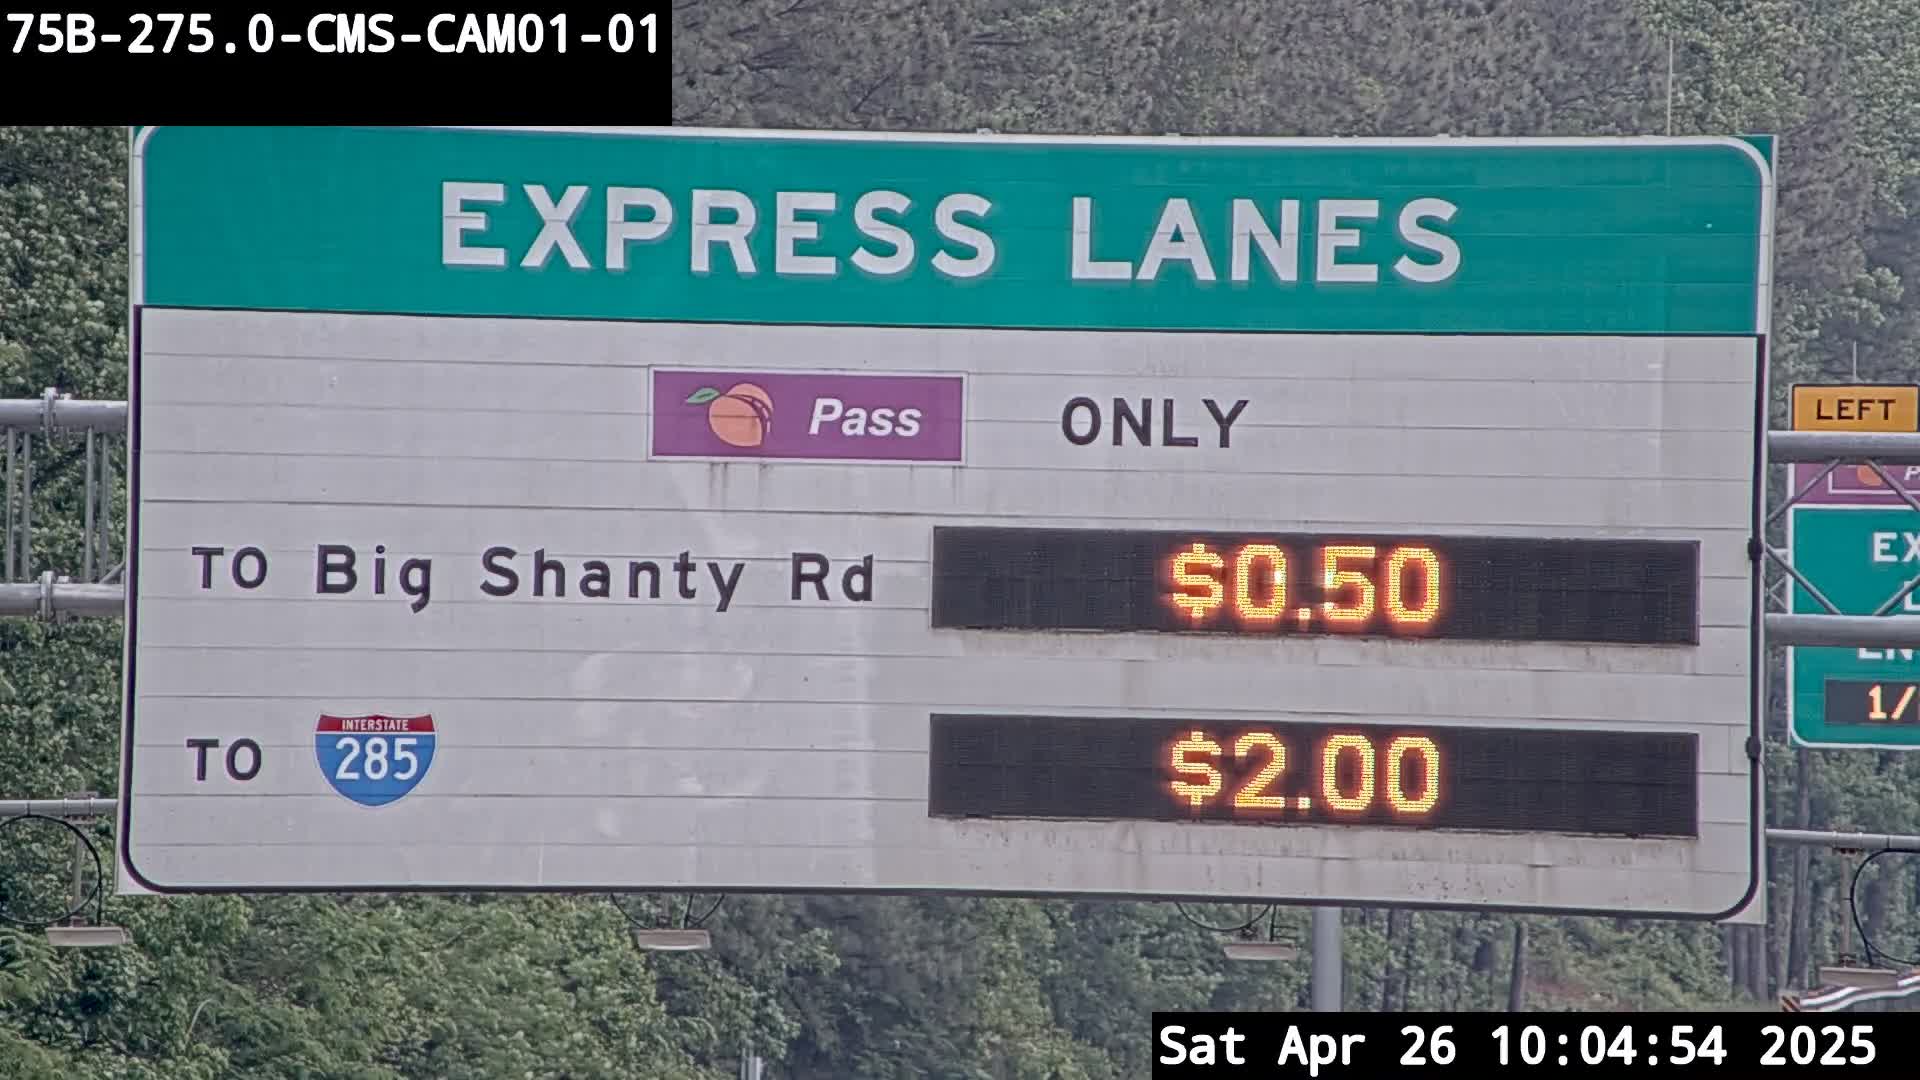 75B-275.0-CMS-CAM01-01
EXPRESS LANES
Pass ONLY
TO Big Shanty Rd $0.50
TO INTERSTATE 285 $2.00
LEFT
1/
Sat Apr 26 10:04:54 2025